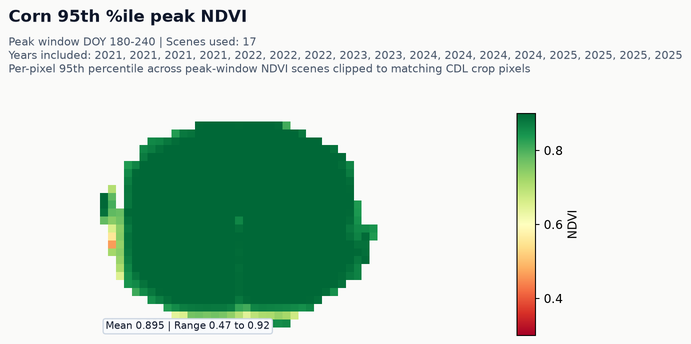 Corn 95th %ile peak NDVI
Peak window DOY 180-240 | Scenes used: 17
Years included: 2021, 2021, 2021, 2021, 2022, 2022, 2022, 2023, 2023, 2024, 2024, 2024, 2024, 2025, 2025, 2025, 2025
Per-pixel 95th percentile across peak-window NDVI scenes clipped to matching CDL crop pixels
0.8
0.6
0.4
NDVI
Mean 0.895 | Range 0.47 to 0.92